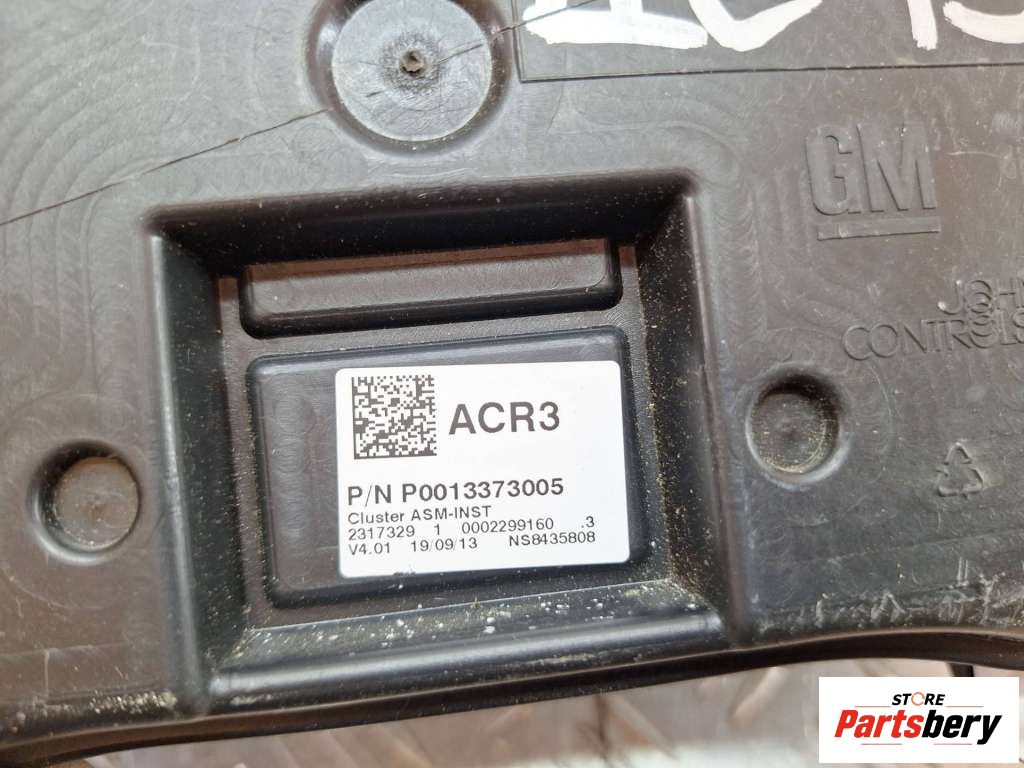 GM
CONTROLS
ACR3
P/N P0013373005
Cluster ASM-INST
2317329 1 0002299160 .3
V4.01 19/09/13 NS8435808
STORE
Partsbery